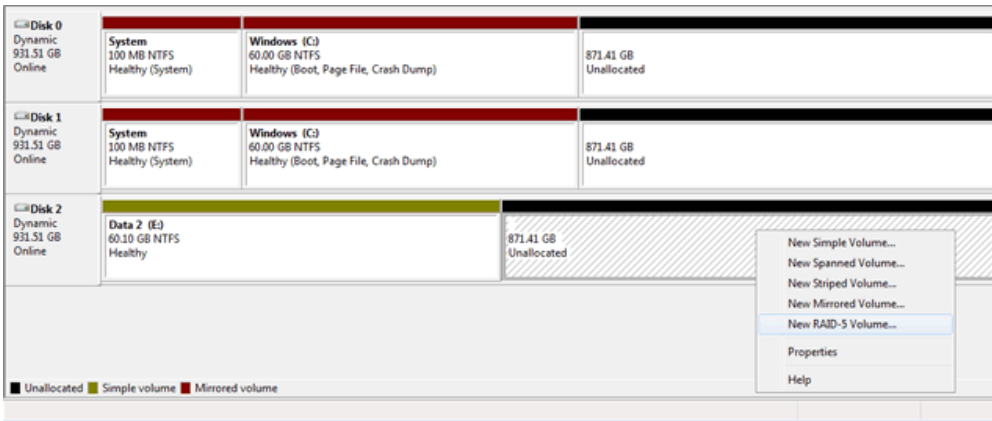 Disk 0
Dynamic
931.51 GB
Online
System
100 MB NTFS
Healthy (System)
Windows (C:)
60.00 GB NTFS
Healthy (Boot, Page File, Crash Dump)
871.41 GB
Unallocated
Disk 1
Dynamic
931.51 GB
Online
System
100 MB NTFS
Healthy (System)
Windows (C:)
60.00 GB NTFS
Healthy (Boot, Page File, Crash Dump)
871.41 GB
Unallocated
Disk 2
Dynamic
931.51 GB
Online
Data 2 (E:)
60.10 GB NTFS
Healthy
871.41 GB
Unallocated
New Simple Volume...
New Spanned Volume...
New Striped Volume...
New Mirrored Volume...
New RAID-5 Volume...
Properties
Help
Unallocated Simple volume Mirrored volume